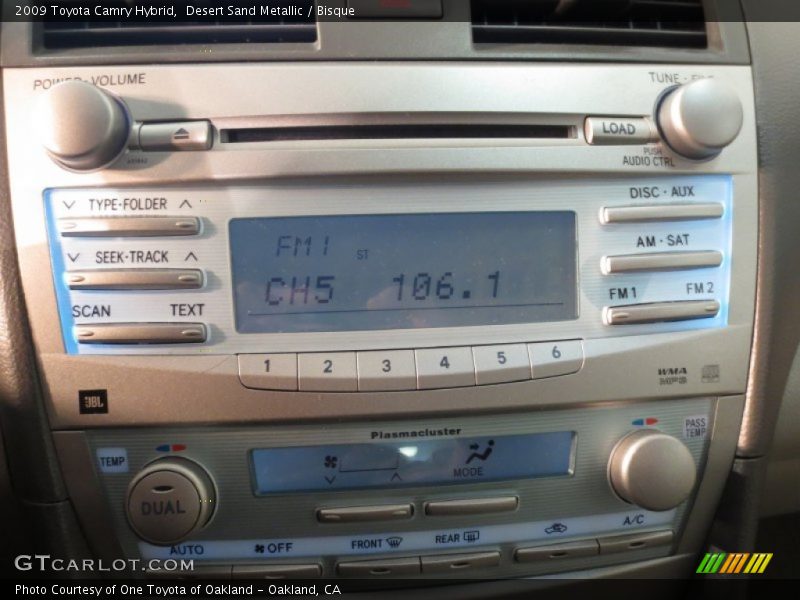 2009 Toyota Camry Hybrid, Desert Sand Metallic / Bisque
POWER·VOLUME
TUNE·FILE
LOAD
PUSH
AUDIO CTRL
TYPE·FOLDER
DISC·AUX
SEEK·TRACK
AM·SAT
SCAN TEXT
FM1 FM2
FM1 ST
CH5 106.1
1 2 3 4 5 6
JBL
WMA
MP3
Plasmacluster
TEMP
PASS
TEMP
MODE
DUAL
AUTO
OFF
FRONT
REAR
A/C
GTCARLOT.COM
Photo Courtesy of One Toyota of Oakland - Oakland, CA